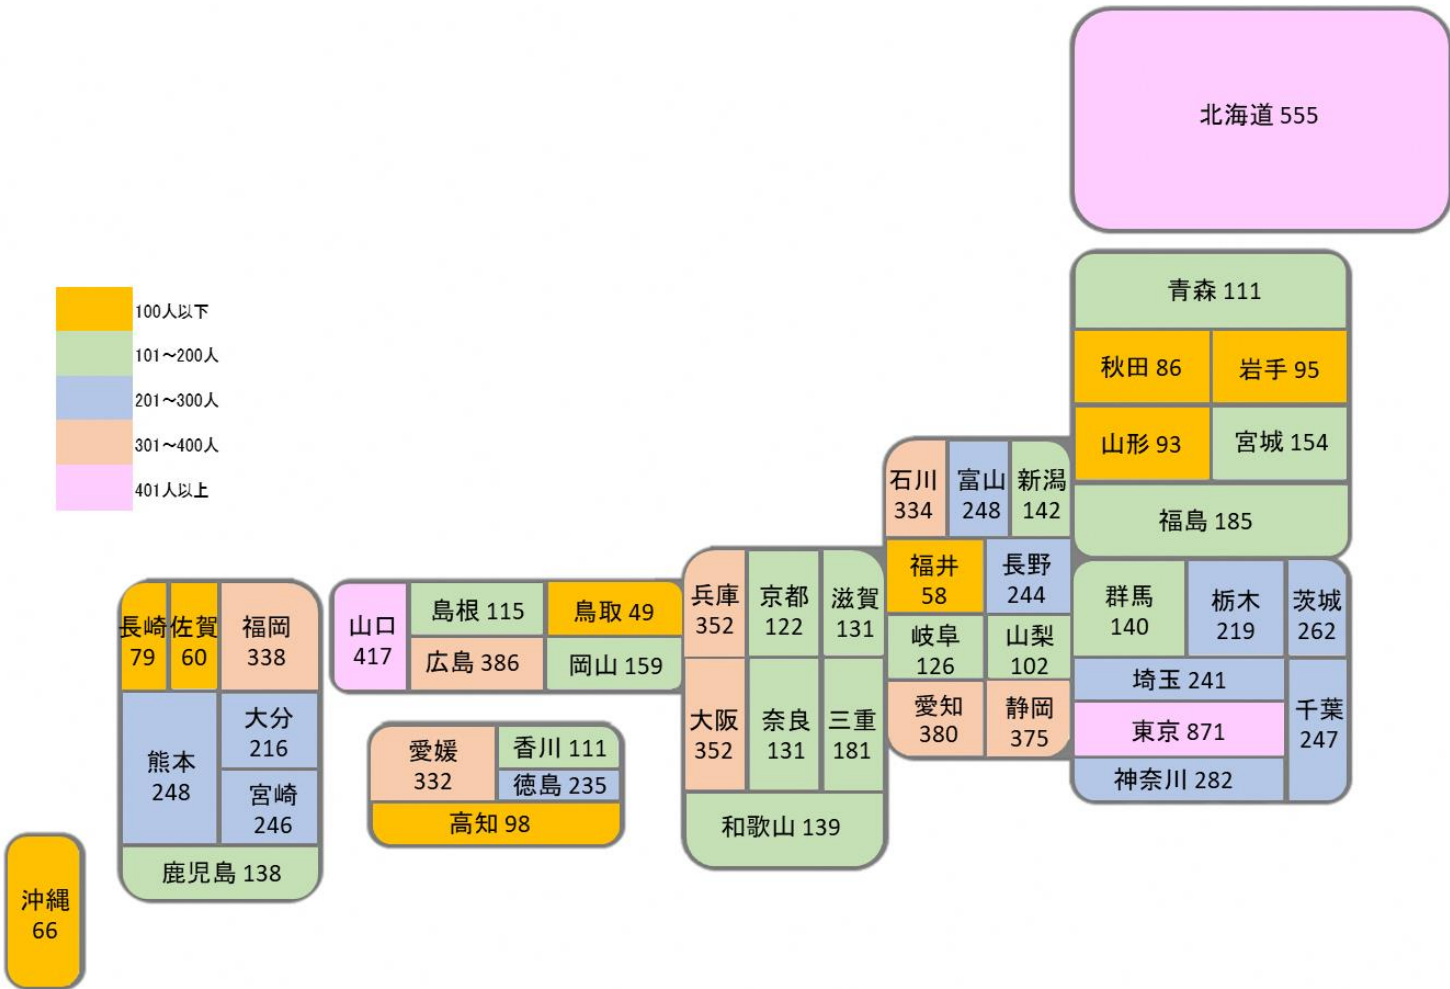 北海道 555
青森 111
秋田 86
岩手 95
山形 93
宮城 154
福島 185
100人以下
101～200人
201～300人
301～400人
401人以上
石川
334
富山
248
新潟
142
福井
58
長野
244
岐阜
126
山梨
102
愛知
380
静岡
375
群馬
140
栃木
219
茨城
262
埼玉 241
東京 871
神奈川 282
千葉
247
兵庫
352
京都
122
滋賀
131
大阪
352
奈良
131
三重
181
和歌山 139
山口
417
島根 115
鳥取 49
広島 386
岡山 159
愛媛
332
香川 111
徳島 235
高知 98
長崎
79
佐賀
60
福岡
338
熊本
248
大分
216
宮崎
246
鹿児島 138
沖縄
66